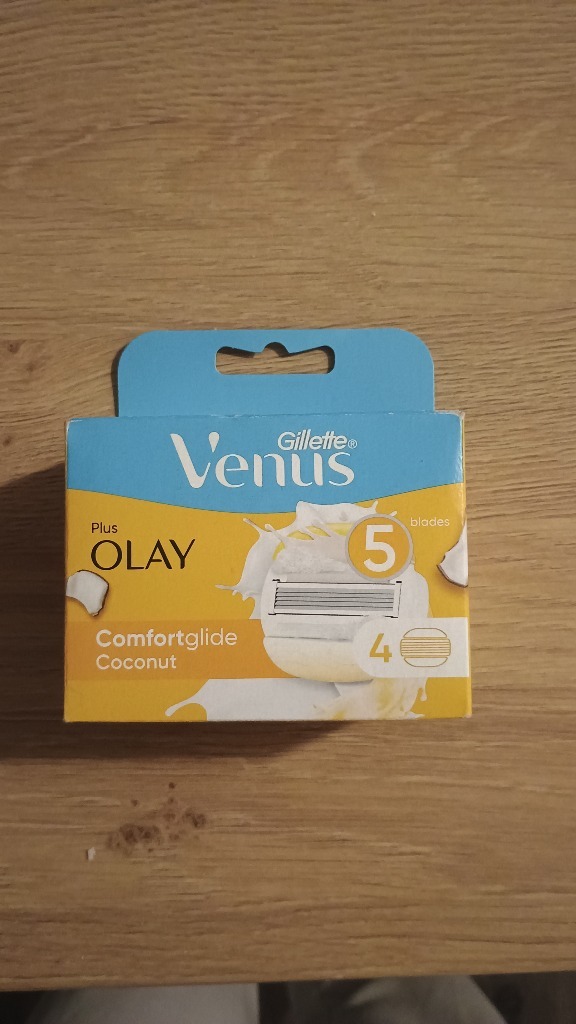 Gillette®
Venus
Plus
OLAY
5 blades
Comfortglide
Coconut
4